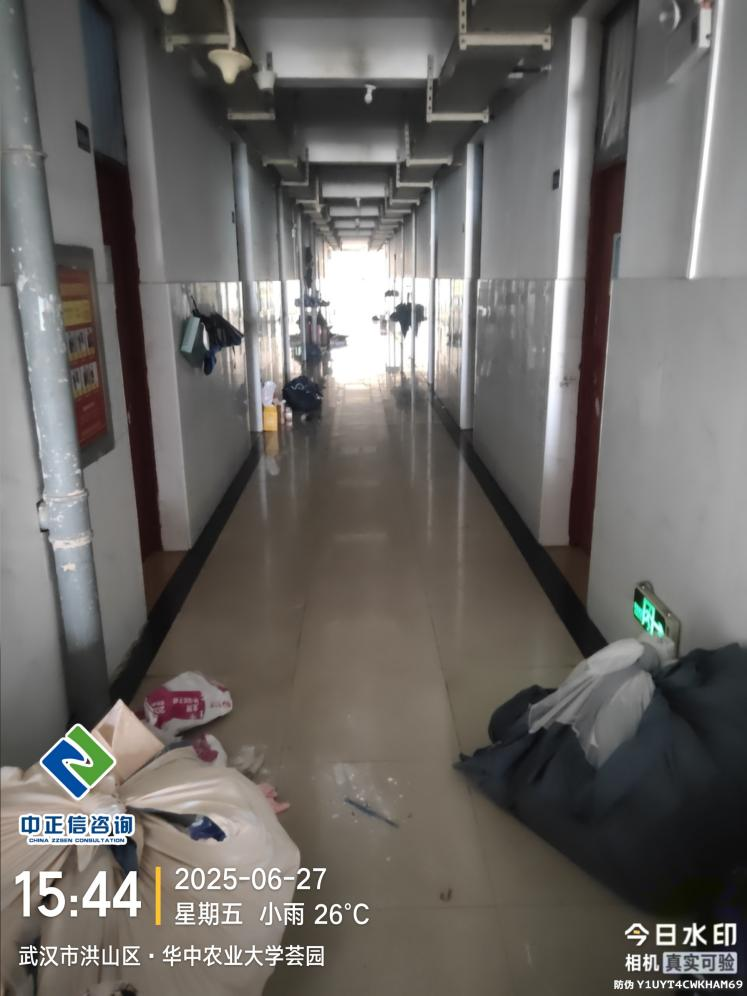 中正信咨询
CHINA ZZSEN CONSULTATION
15:44
2025-06-27
星期五 小雨 26°C
武汉市洪山区·华中农业大学荟园
今日水印
相机 真实可验
防伪 Y1UYT4CWKHAM69